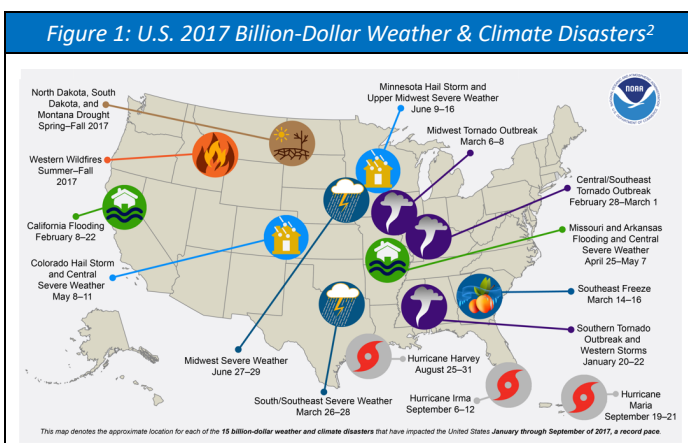 Figure 1: U.S. 2017 Billion-Dollar Weather & Climate Disasters²
North Dakota, South
Dakota, and
Montana Drought
Spring–Fall 2017
Minnesota Hail Storm and
Upper Midwest Severe Weather
June 9–16
NOAA
Midwest Tornado Outbreak
March 6–8
Western Wildfires
Summer–Fall
2017
Central/Southeast
Tornado Outbreak
February 28–March 1
California Flooding
February 8–22
Missouri and Arkansas
Flooding and Central
Severe Weather
April 25–May 7
Colorado Hail Storm
and Central
Severe Weather
May 8–11
Southeast Freeze
March 14–16
Southern Tornado
Outbreak and
Western Storms
January 20–22
Midwest Severe Weather
June 27–29
Hurricane Harvey
August 25–31
South/Southeast Severe Weather
March 26–28
Hurricane Irma
September 6–12
Hurricane
Maria
September 19–21
This map denotes the approximate location for each of the 15 billion-dollar weather and climate disasters that have impacted the United States January through September of 2017, a record pace.